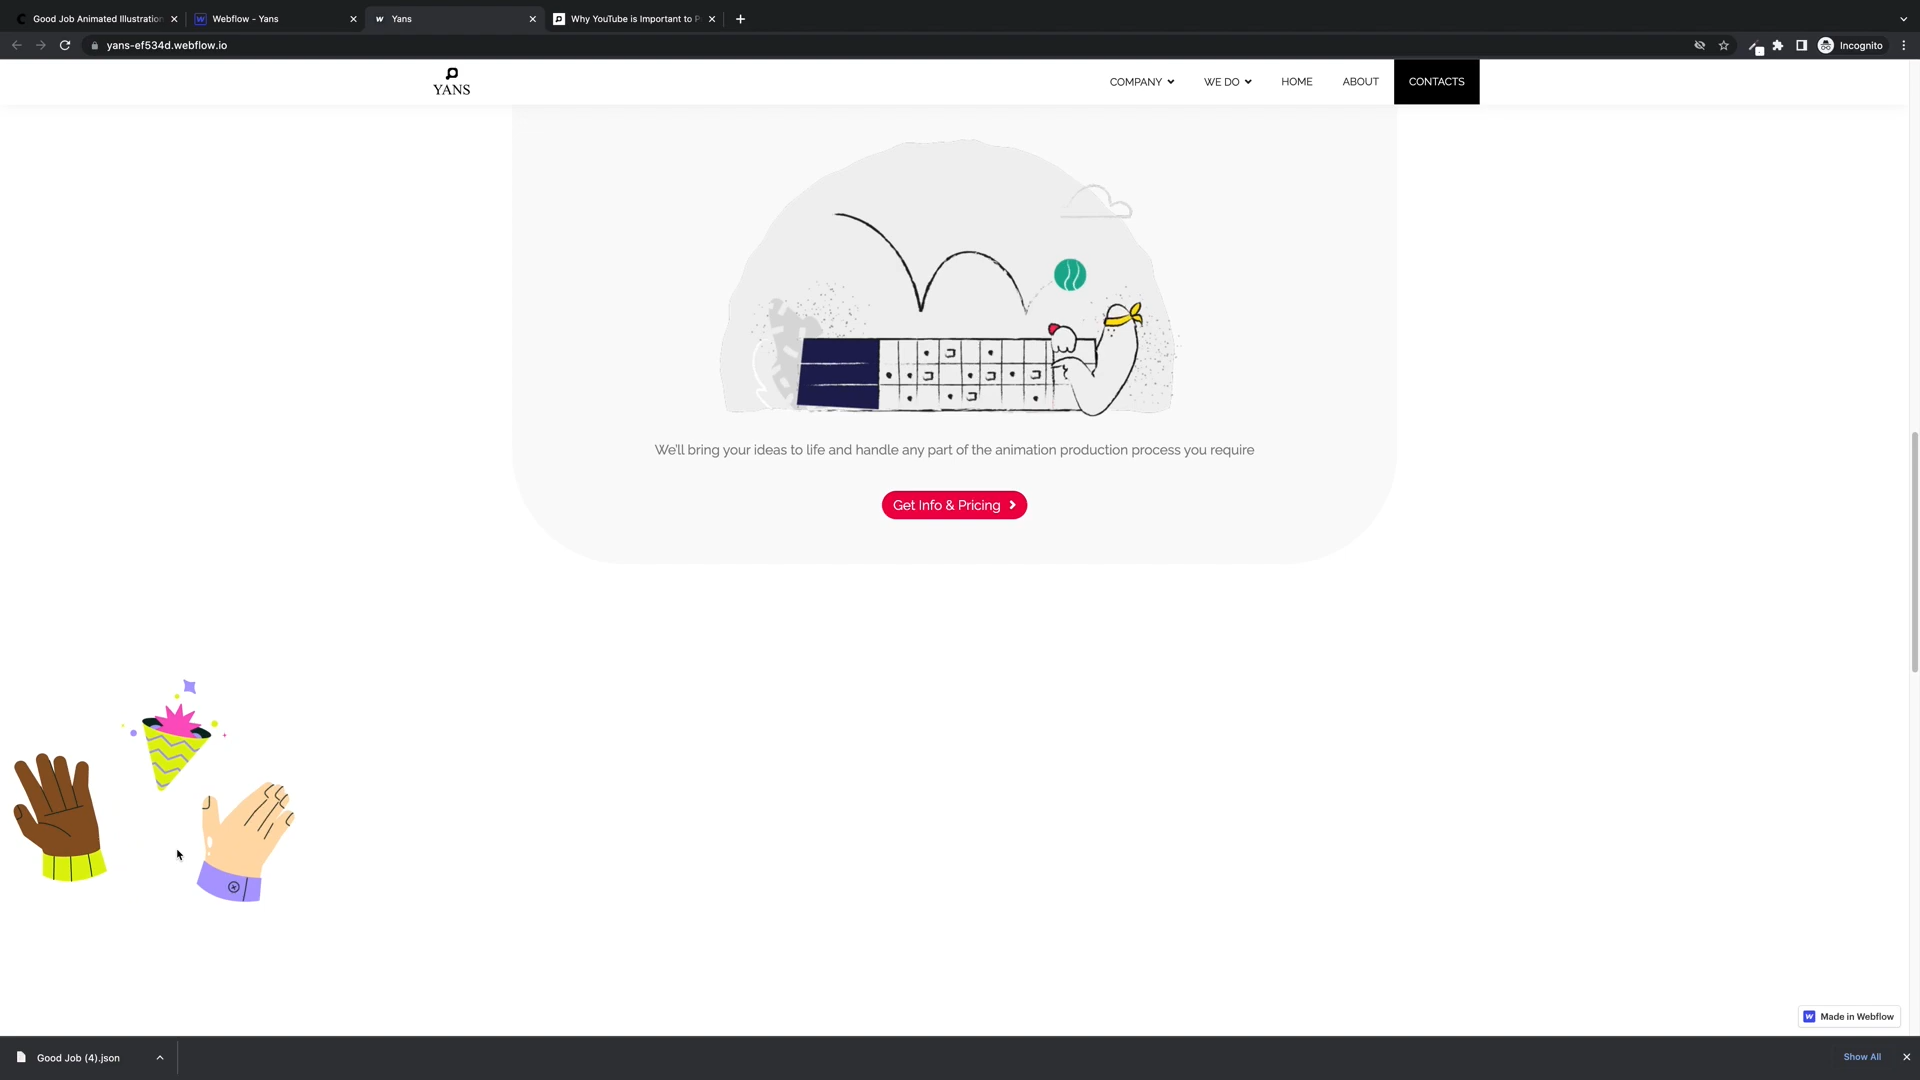 Good Job Animated Illustration
Webflow - Yans
Yans
Why YouTube is Important to P
yans-ef534d.webflow.io
Incognito
YANS
COMPANY
WE DO
HOME
ABOUT
CONTACTS
We'll bring your ideas to life and handle any part of the animation production process you require
Get Info & Pricing
Made in Webflow
Good Job (4).json
Show All